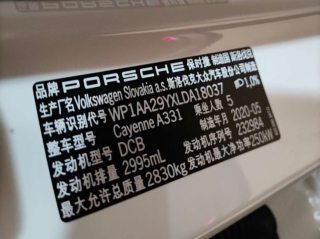 品牌 PORSCHE 保时捷 制造国 斯洛伐克
生产厂名 Volkswagen Slovakia a.s.斯洛伐克大众汽车股份有限公司
车辆识别代号 WP1AA29YXLDA18037 1.0%
整车型号 Cayenne A331 乘坐人数 5
发动机型号 DCB 制造年月 2020-05
发动机排量 2995mL 发动机号 232984
最大允许总质量 2830kg 发动机最大净功率 250kW